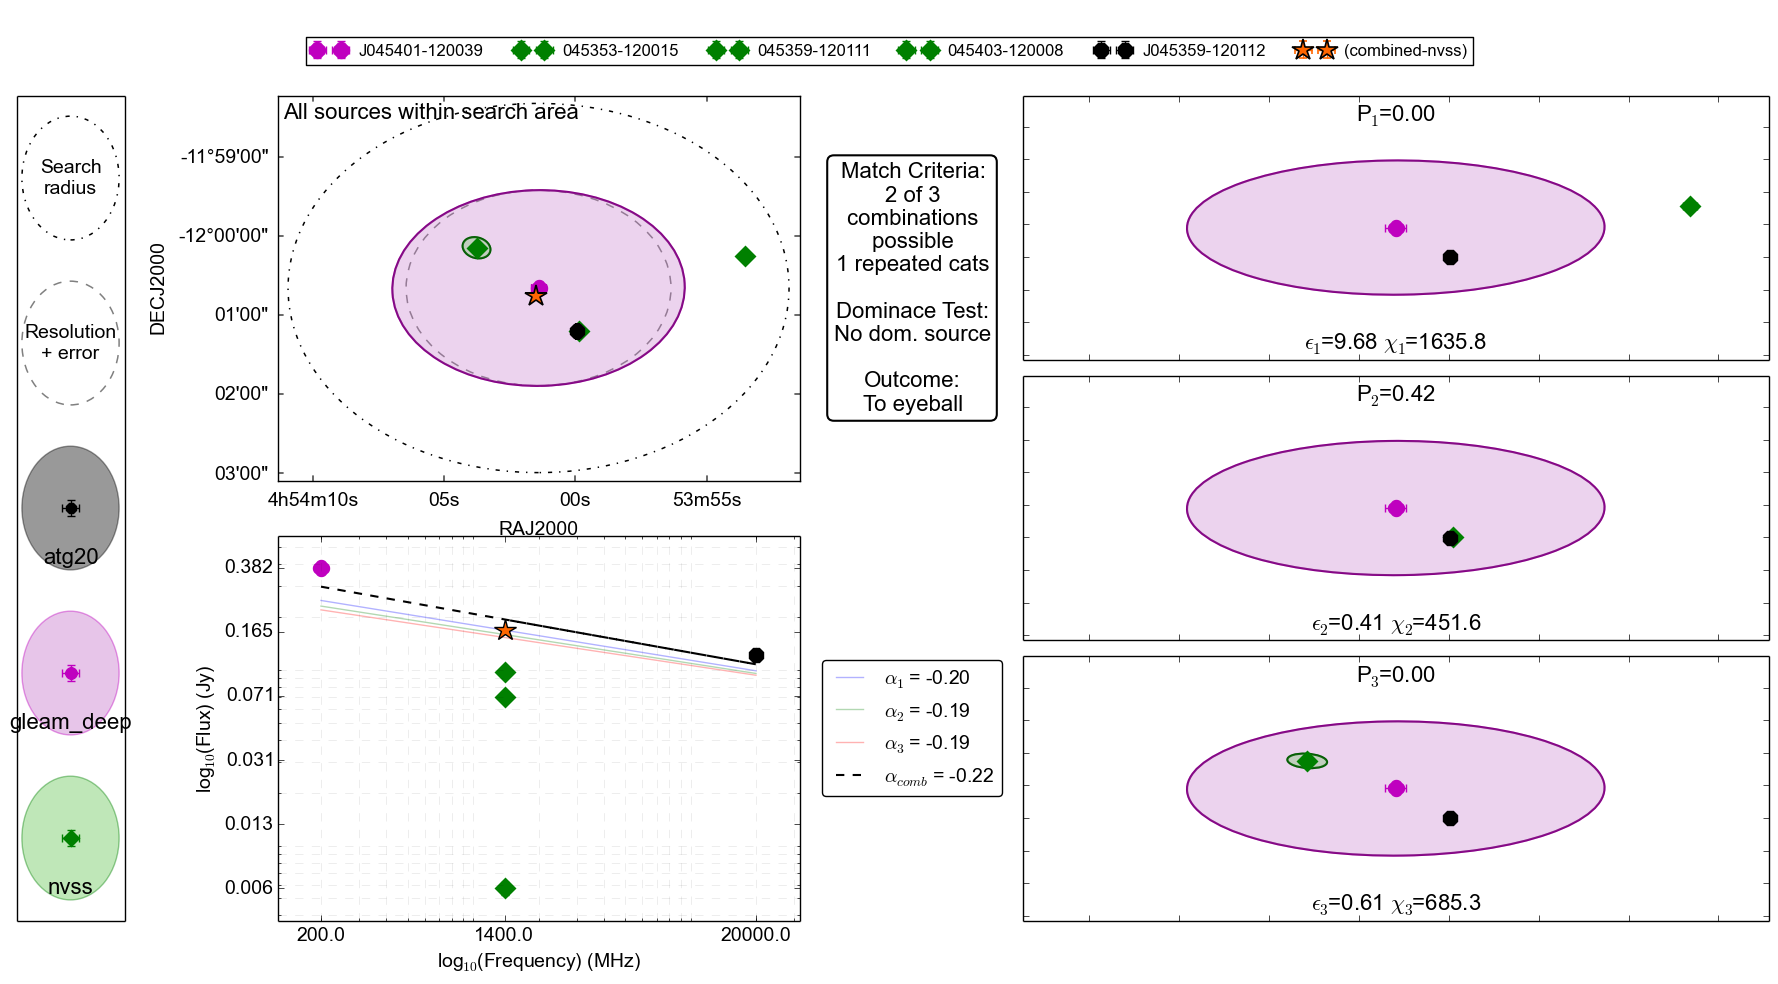 J045401-120039 045353-120015 045359-120111 045403-120008 J045359-120112 (combined-nvss)
Search
radius
Resolution
+ error
atg20
gleam_deep
nvss
All sources within search area
DECJ2000
-11°59'00"
-12°00'00"
01'00"
02'00"
03'00"
4h54m10s 05s 00s 53m55s
RAJ2000
log₁₀(Flux) (Jy)
0.382
0.165
0.071
0.031
0.013
0.006
200.0 1400.0 20000.0
log₁₀(Frequency) (MHz)
Match Criteria:
2 of 3
combinations
possible
1 repeated cats
Dominace Test:
No dom. source
Outcome:
To eyeball
α₁ = -0.20
α₂ = -0.19
α₃ = -0.19
α_comb = -0.22
P₁=0.00
ϵ₁=9.68 χ₁=1635.8
P₂=0.42
ϵ₂=0.41 χ₂=451.6
P₃=0.00
ϵ₃=0.61 χ₃=685.3